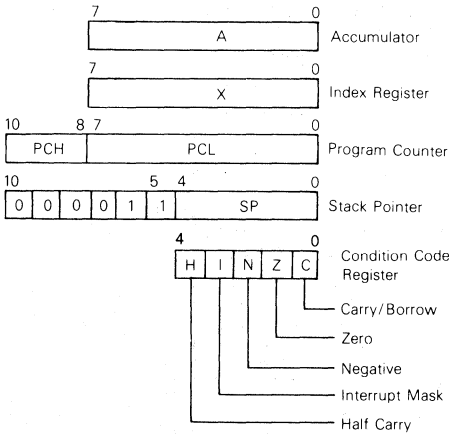 7 0
A Accumulator
7 0
X Index Register
10 8 7 0
PCH PCL Program Counter
10 5 4 0
0 0 0 0 1 1 SP Stack Pointer
4 0
H I N Z C Condition Code
Register
Carry/Borrow
Zero
Negative
Interrupt Mask
Half Carry